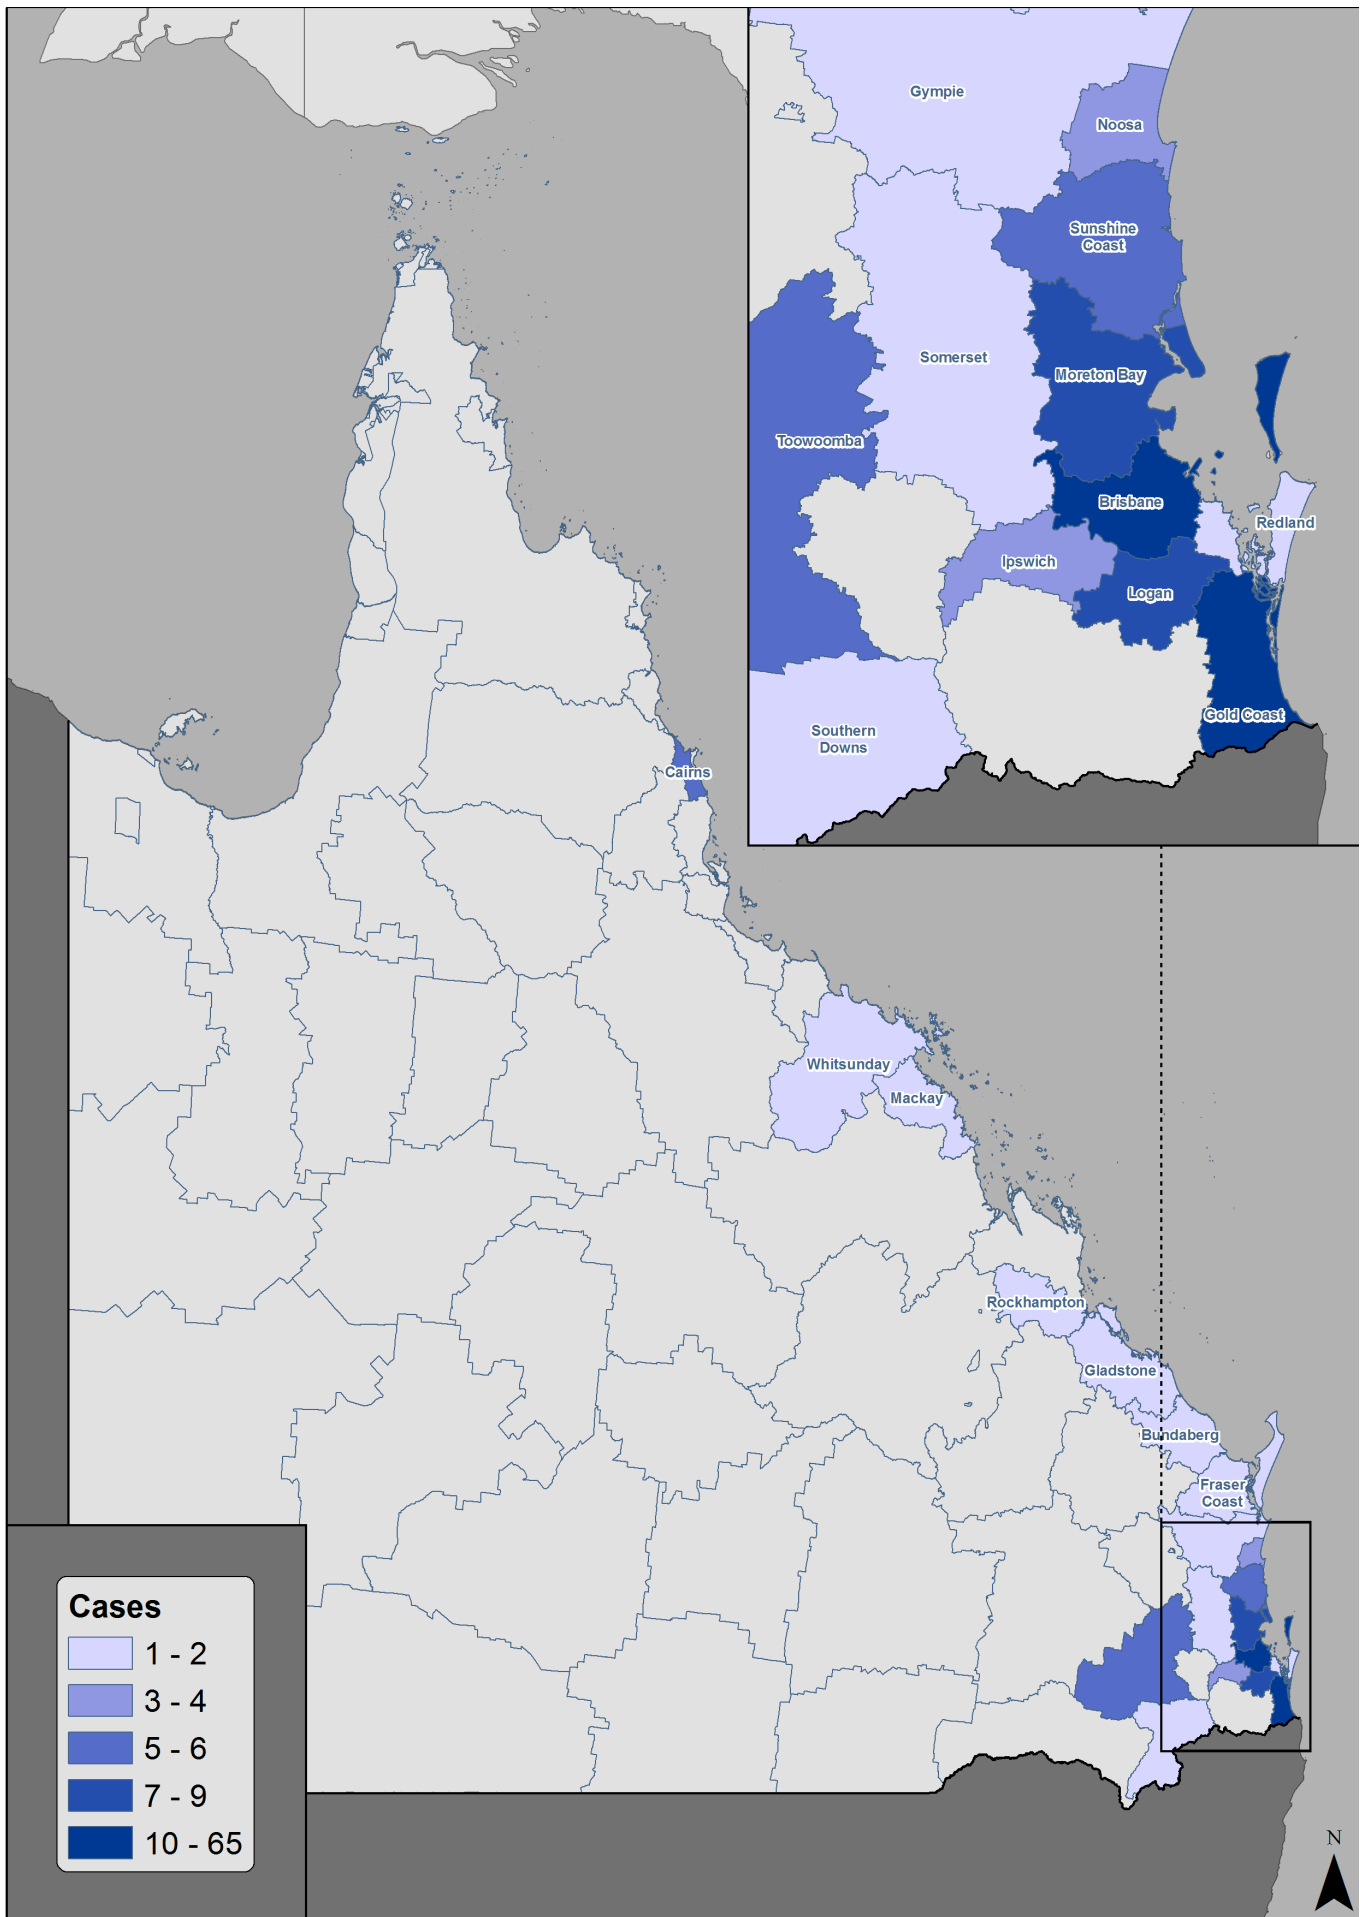 Gympie
Noosa
Sunshine
Coast
Somerset
Moreton Bay
Toowoomba
Brisbane
Redland
Ipswich
Logan
Gold Coast
Southern
Downs
Cairns
Whitsunday
Mackay
Rockhampton
Gladstone
Bundaberg
Fraser
Coast
Cases
1 - 2
3 - 4
5 - 6
7 - 9
10 - 65
N